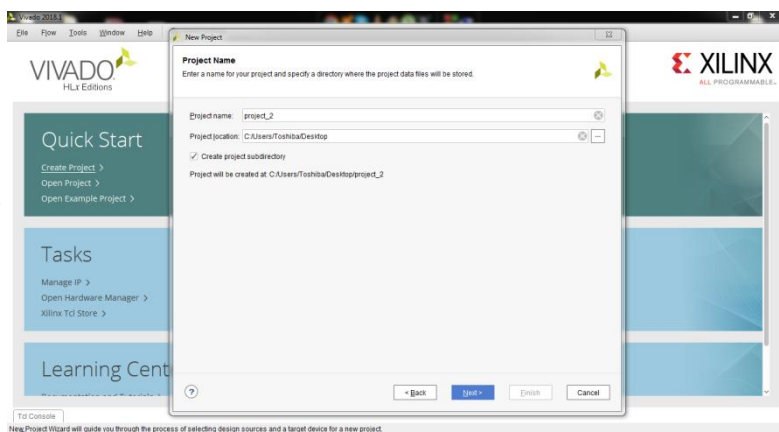 Vivado 2018.1
File Flow Tools Window Help
VIVADO
HLx Editions
XILINX
ALL PROGRAMMABLE.
Quick Start
Create Project >
Open Project >
Open Example Project >
Tasks
Manage IP >
Open Hardware Manager >
Xilinx Tcl Store >
Learning Cent
New Project
Project Name
Enter a name for your project and specify a directory where the project data files will be stored.
Project name: project_2
Project location: C:/Users/Toshiba/Desktop
Create project subdirectory
Project will be created at: C:/Users/Toshiba/Desktop/project_2
?
< Back Next > Finish Cancel
Tcl Console
New Project Wizard will guide you through the process of selecting design sources and a target device for a new project.